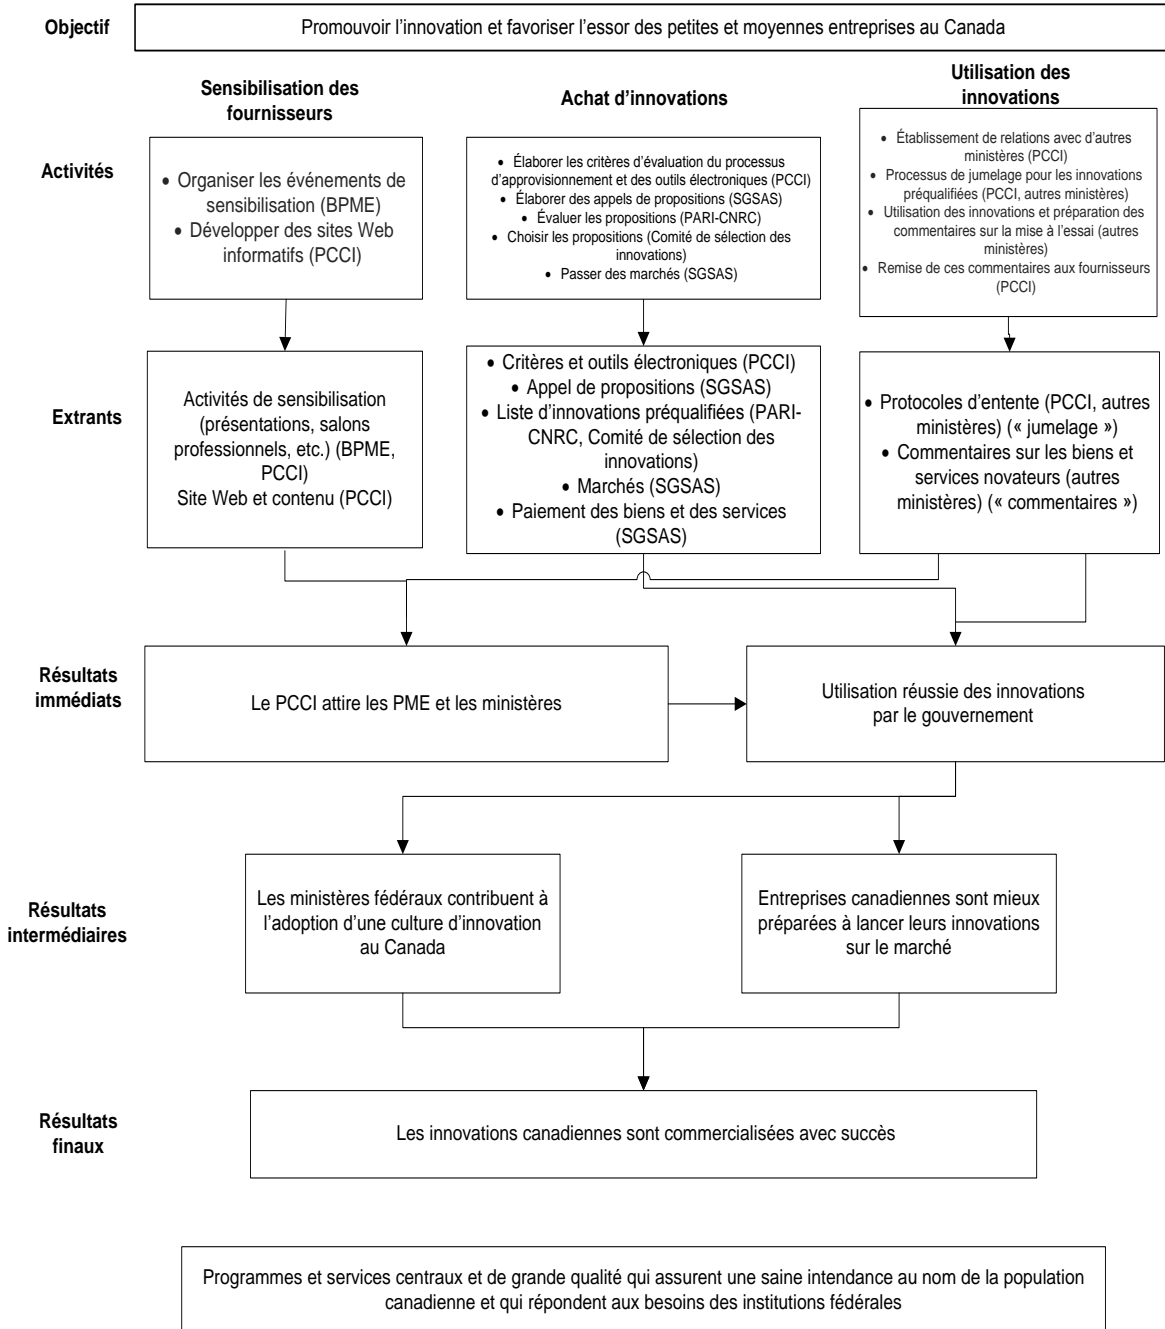 Objectif
Promouvoir l’innovation et favoriser l’essor des petites et moyennes entreprises au Canada
Sensibilisation des
fournisseurs
Achat d’innovations
Utilisation des
innovations
Activités
• Organiser les événements de
sensibilisation (BPME)
• Développer des sites Web
informatifs (PCCI)
• Élaborer les critères d’évaluation du processus
d’approvisionnement et des outils électroniques (PCCI)
• Élaborer des appels de propositions (SGSAS)
• Évaluer les propositions (PARI-CNRC)
• Choisir les propositions (Comité de sélection des
innovations)
• Passer des marchés (SGSAS)
• Établissement de relations avec d’autres
ministères (PCCI)
• Processus de jumelage pour les innovations
préqualifiées (PCCI, autres ministères)
• Utilisation des innovations et préparation des
commentaires sur la mise à l’essai (autres
ministères)
• Remise de ces commentaires aux fournisseurs
(PCCI)
Extrants
Activités de sensibilisation
(présentations, salons
professionnels, etc.) (BPME,
PCCI)
Site Web et contenu (PCCI)
• Critères et outils électroniques (PCCI)
• Appel de propositions (SGSAS)
• Liste d’innovations préqualifiées (PARI-
CNRC, Comité de sélection des
innovations)
• Marchés (SGSAS)
• Paiement des biens et des services
(SGSAS)
• Protocoles d’entente (PCCI, autres
ministères) (« jumelage »)
• Commentaires sur les biens et
services novateurs (autres
ministères) (« commentaires »)
Résultats
immédiats
Le PCCI attire les PME et les ministères
Utilisation réussie des innovations
par le gouvernement
Résultats
intermédiaires
Les ministères fédéraux contribuent à
l’adoption d’une culture d’innovation
au Canada
Entreprises canadiennes sont mieux
préparées à lancer leurs innovations
sur le marché
Résultats
finaux
Les innovations canadiennes sont commercialisées avec succès
Programmes et services centraux et de grande qualité qui assurent une saine intendance au nom de la population
canadienne et qui répondent aux besoins des institutions fédérales